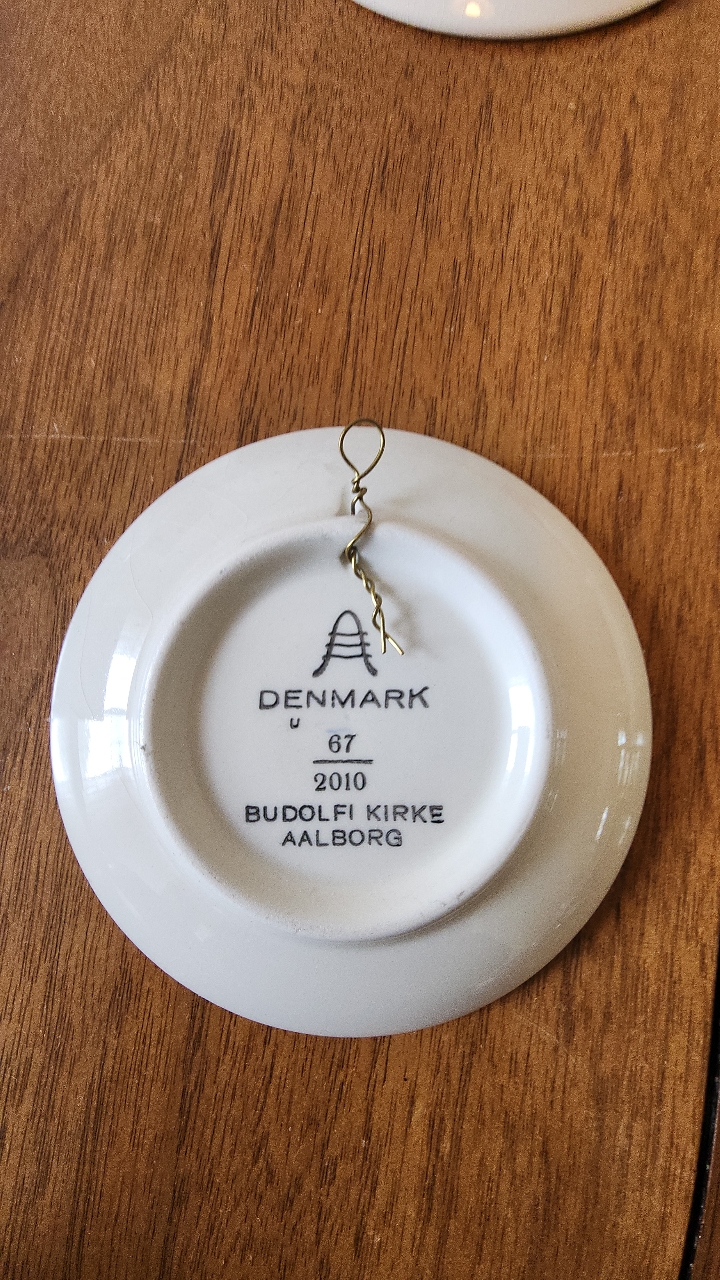 DENMARK
U
67
2010
BUDOLFI KIRKE
AALBORG